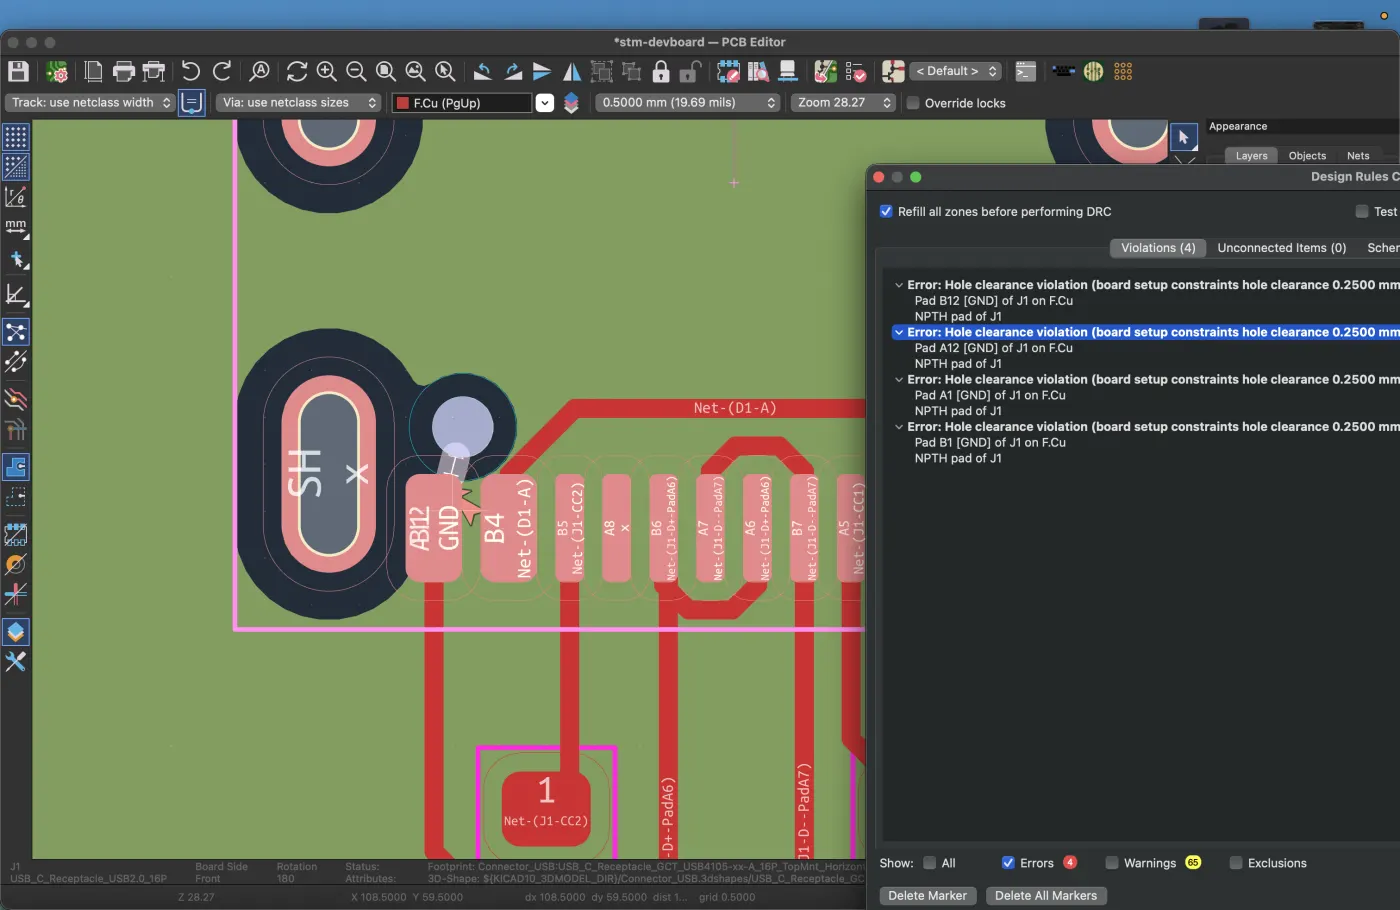 *stm-devboard — PCB Editor
< Default >
Track: use netclass width
Via: use netclass sizes
F.Cu (PgUp)
0.5000 mm (19.69 mils)
Zoom 28.27
Override locks
mm
Appearance
Layers
Objects
Nets
Design Rules C
Refill all zones before performing DRC
Test
Violations (4)
Unconnected Items (0)
Scher
Error: Hole clearance violation (board setup constraints hole clearance 0.2500 mm
Pad B12 [GND] of J1 on F.Cu
NPTH pad of J1
Error: Hole clearance violation (board setup constraints hole clearance 0.2500 mm
Pad A12 [GND] of J1 on F.Cu
NPTH pad of J1
Error: Hole clearance violation (board setup constraints hole clearance 0.2500 mm
Pad A1 [GND] of J1 on F.Cu
NPTH pad of J1
Error: Hole clearance violation (board setup constraints hole clearance 0.2500 mm
Pad B1 [GND] of J1 on F.Cu
NPTH pad of J1
Net-(D1-A)
SH
x
GND
B4
Net-(D1-A)
B5
Net-(J1-CC2)
A8
x
B6
Net-(J1-D+-PadA6)
A7
Net-(J1-D--PadA7)
A6
Net-(J1-D+-PadA6)
B7
Net-(J1-D--PadA7)
A5
Net-(J1-CC1)
1
Net-(J1-CC2)
-D+-PadA6)
J1-D--PadA7)
J1
USB_C_Receptacle_USB2.0_16P
Board Side
Front
Rotation
180
Status:
Attributes:
Footprint: Connector_USB:USB_C_Receptacle_GCT_USB4105-xx-A_16P_TopMnt_Horizon
3D-Shape: ${KICAD10_3DMODEL_DIR}/Connector_USB.3dshapes/USB_C_Receptacle_GC
Z 28.27
X 108.5000 Y 59.5000
dx 108.5000 dy 59.5000 dist 1...
grid 0.5000
Show:
All
Errors
4
Warnings
65
Exclusions
Delete Marker
Delete All Markers